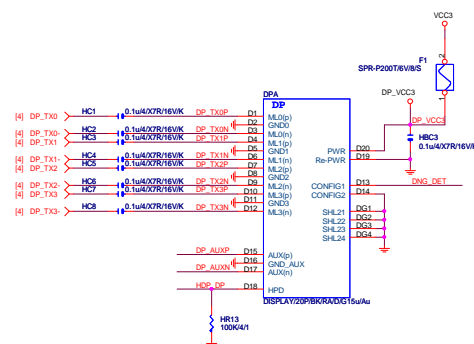 VCC3
2
F1
SPR-P200T/6V/8/S
1
DP_VCC3
DP_VCC3
HBC3
0.1u/4/X7R/16V/K
DPA
DP
[4] DP_TX0 HC1 0.1u/4/X7R/16V/K DP_TX0P D1 ML0(p)
D2 GND0
[4] DP_TX0- HC2 0.1u/4/X7R/16V/K DP_TX0N D3 ML0(n)
[4] DP_TX1 HC3 0.1u/4/X7R/16V/K DP_TX1P D4 ML1(p)
D5 GND1
[4] DP_TX1- HC4 0.1u/4/X7R/16V/K DP_TX1N D6 ML1(n)
[4] DP_TX2 HC5 0.1u/4/X7R/16V/K DP_TX2P D7 ML2(p)
D8 GND2
[4] DP_TX2- HC6 0.1u/4/X7R/16V/K DP_TX2N D9 ML2(n)
[4] DP_TX3 HC7 0.1u/4/X7R/16V/K DP_TX3P D10 ML3(p)
D11 GND3
[4] DP_TX3- HC8 0.1u/4/X7R/16V/K DP_TX3N D12 ML3(n)
PWR D20
Re-PWR D19
CONFIG1 D13 DNG_DET
CONFIG2 D14
SHL21 DG1
SHL22 DG2
SHL23 DG3
SHL24 DG4
DP_AUXP D15 AUX(p)
D16 GND_AUX
DP_AUXN D17 AUX(n)
HDP_DP D18 HPD
DISPLAY/20P/BK/RA/D/G15u/Au
HR13
100K/4/1